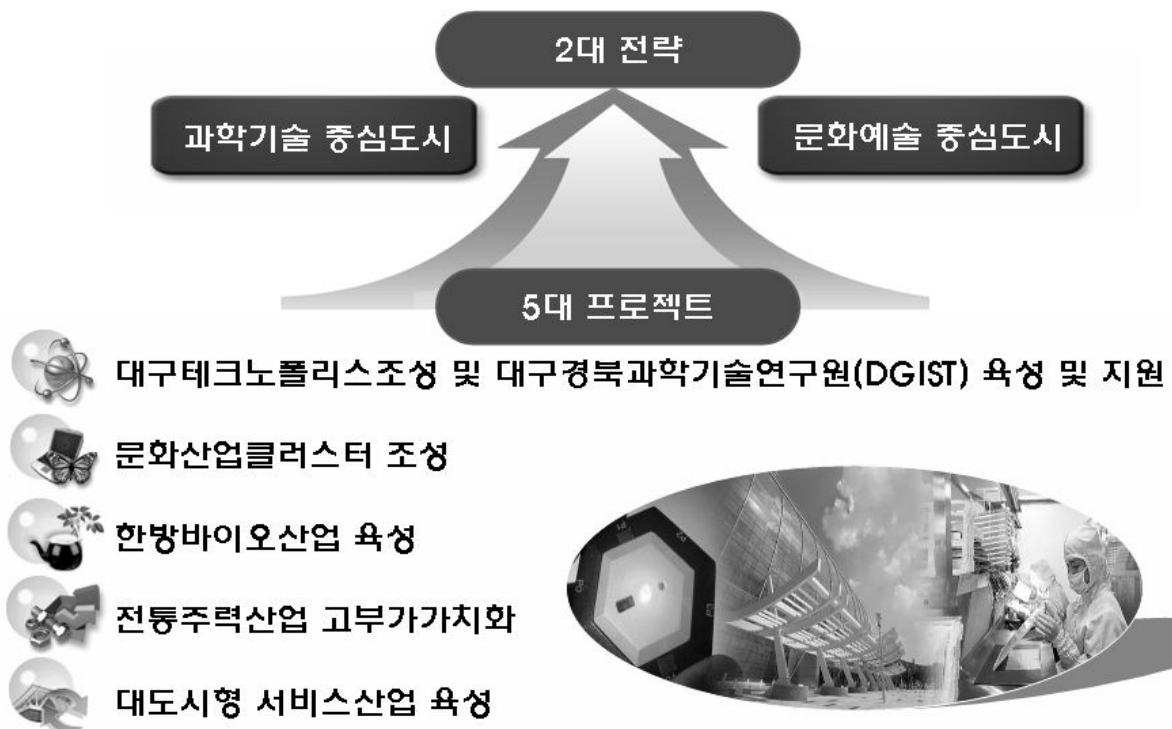 2대 전략
과학기술 중심도시
문화예술 중심도시
5대 프로젝트
대구테크노폴리스조성 및 대구경북과학기술연구원(DGIST) 육성 및 지원
문화산업클러스터 조성
한방바이오산업 육성
전통주력산업 고부가가치화
대도시형 서비스산업 육성